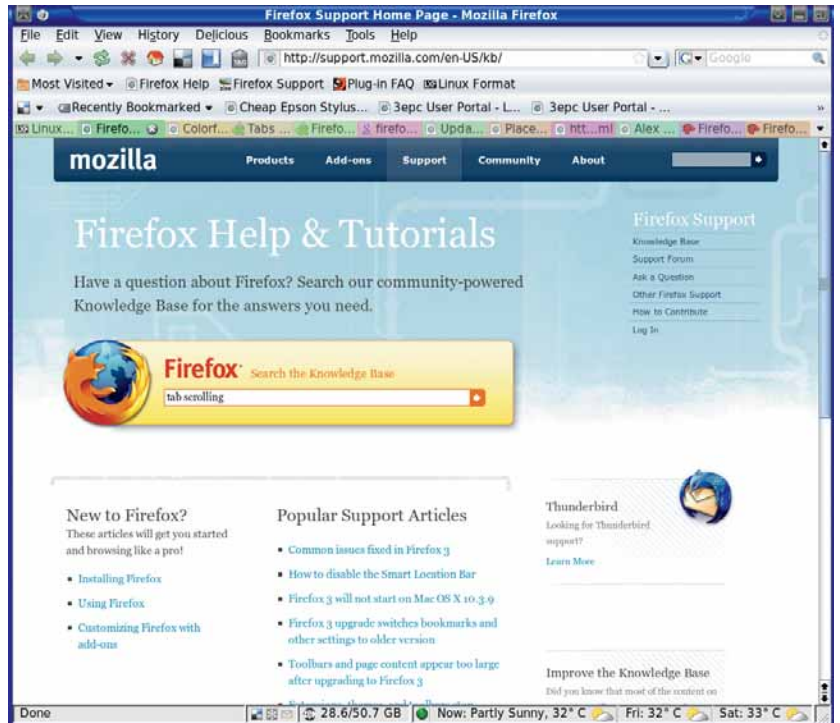 Firefox Support Home Page - Mozilla Firefox
File Edit View History Delicious Bookmarks Tools Help
http://support.mozilla.com/en-US/kb/ Google
Most Visited Firefox Help Firefox Support Plug-in FAQ Linux Format
Recently Bookmarked Cheap Epson Stylus... 3epc User Portal - L... 3epc User Portal - ...
Linux... Firefo... Colorf... Tabs ... Firefo... firefo... Upda... Place... htt...ml Alex ... Firefo... Firefo...
mozilla Products Add-ons Support Community About
Firefox Help & Tutorials
Have a question about Firefox? Search our community-powered
Knowledge Base for the answers you need.
Firefox Support
Knowledge Base
Support Forum
Ask a Question
Other Firefox Support
How to Contribute
Log In
Firefox Search the Knowledge Base
tab scrolling
New to Firefox?
These articles will get you started
and browsing like a pro!
Installing Firefox
Using Firefox
Customizing Firefox with
add-ons
Popular Support Articles
Common issues fixed in Firefox 3
How to disable the Smart Location Bar
Firefox 3 will not start on Mac OS X 10.3.9
Firefox 3 upgrade switches bookmarks and
other settings to older version
Toolbars and page content appear too large
after upgrading to Firefox 3
Thunderbird
Looking for Thunderbird
support?
Learn More
Improve the Knowledge Base
Did you know that most of the content on
Done 28.6/50.7 GB Now: Partly Sunny, 32° C Fri: 32° C Sat: 33° C